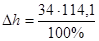 Δh = 34 · 114,1 / 100%